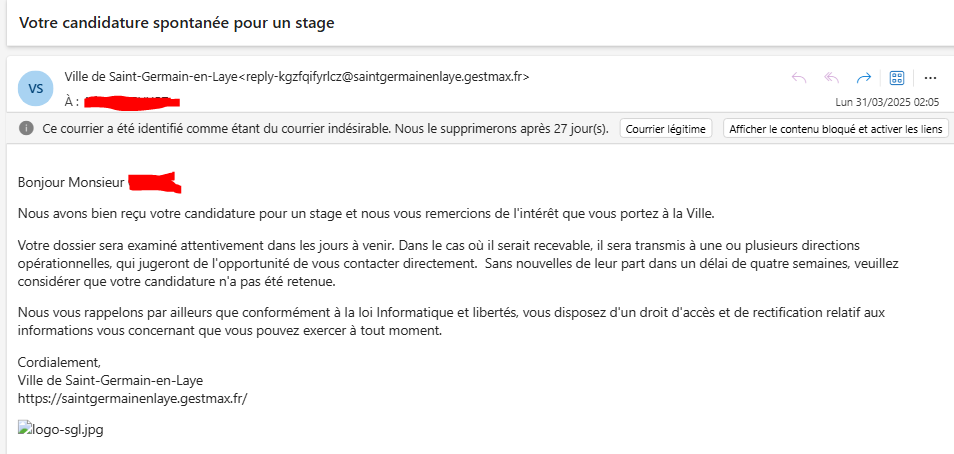 Votre candidature spontanée pour un stage
VS
Ville de Saint-Germain-en-Laye<reply-kgzfqifyrlcz@saintgermainenlaye.gestmax.fr>
À :
Lun 31/03/2025 02:05
Ce courrier a été identifié comme étant du courrier indésirable. Nous le supprimerons après 27 jour(s). Courrier légitime Afficher le contenu bloqué et activer les liens
Bonjour Monsieur
Nous avons bien reçu votre candidature pour un stage et nous vous remercions de l'intérêt que vous portez à la Ville.
Votre dossier sera examiné attentivement dans les jours à venir. Dans le cas où il serait recevable, il sera transmis à une ou plusieurs directions
opérationnelles, qui jugeront de l'opportunité de vous contacter directement.  Sans nouvelles de leur part dans un délai de quatre semaines, veuillez
considérer que votre candidature n'a pas été retenue.
Nous vous rappelons par ailleurs que conformément à la loi Informatique et libertés, vous disposez d'un droit d'accès et de rectification relatif aux
informations vous concernant que vous pouvez exercer à tout moment.
Cordialement,
Ville de Saint-Germain-en-Laye
https://saintgermainenlaye.gestmax.fr/
logo-sgl.jpg